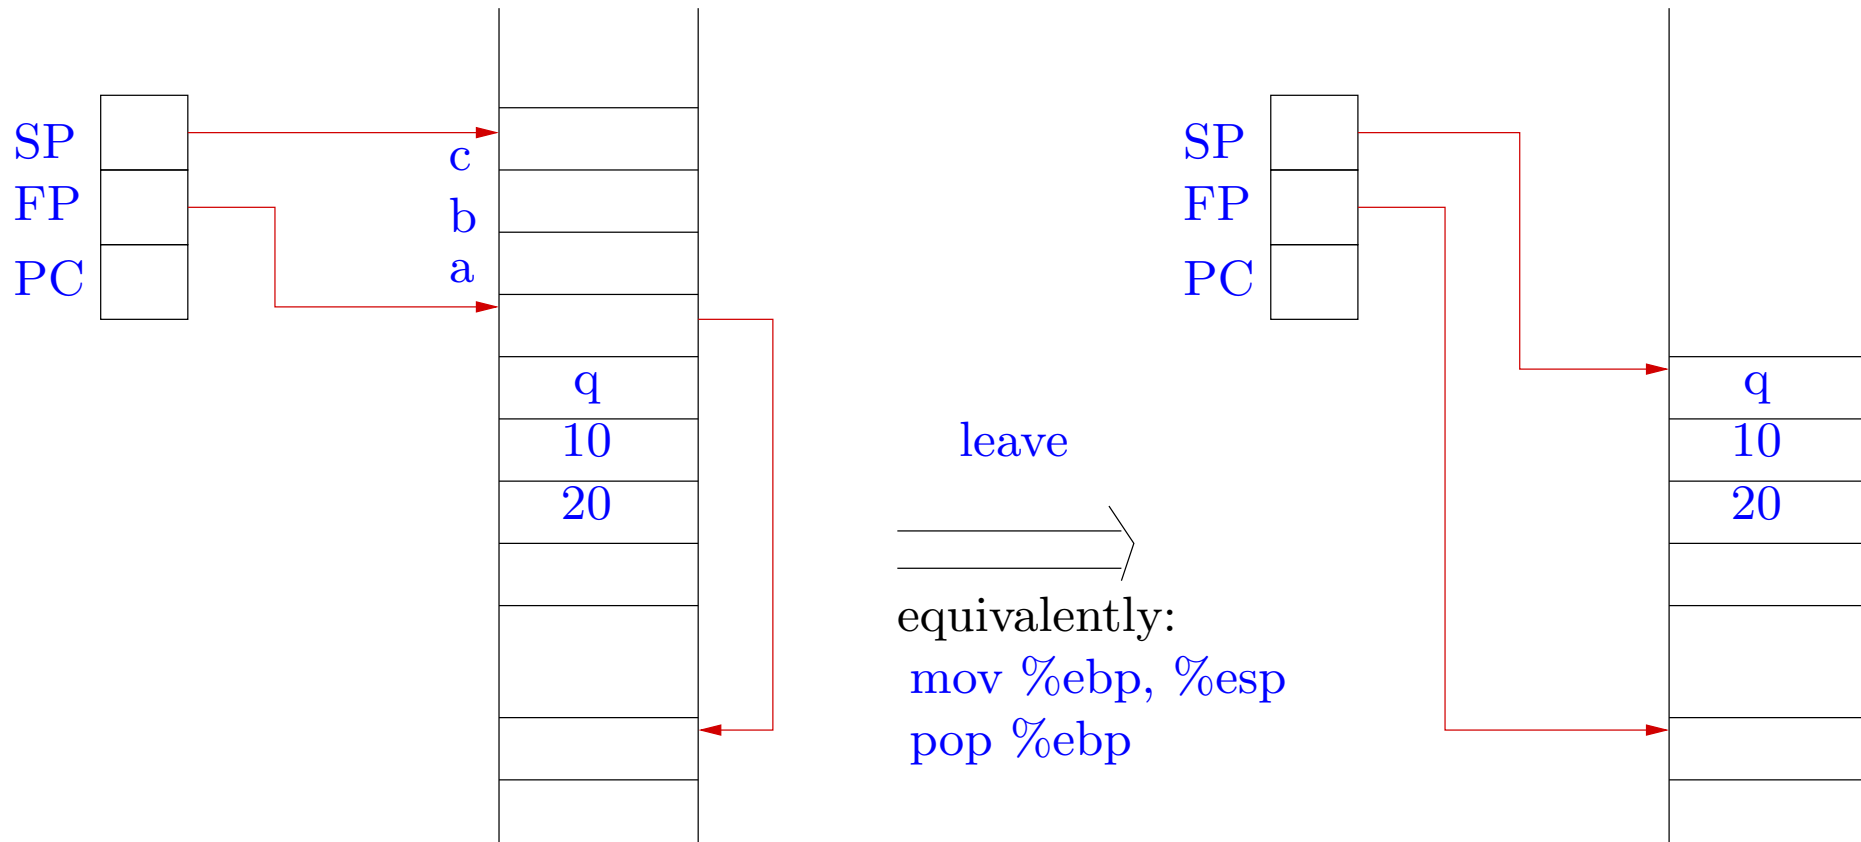 SP
FP
PC
c
b
a
q
10
20
leave
equivalently:
mov %ebp, %esp
pop %ebp
SP
FP
PC
q
10
20